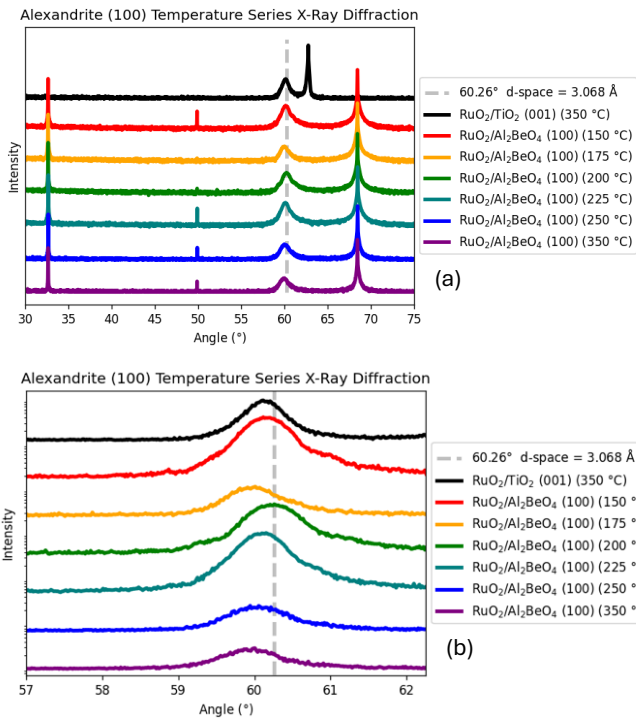 Alexandrite (100) Temperature Series X-Ray Diffraction
Intensity
30 35 40 45 50 55 60 65 70 75
Angle (°)
60.26° d-space = 3.068 Å
RuO₂/TiO₂ (001) (350 °C)
RuO₂/Al₂BeO₄ (100) (150 °C)
RuO₂/Al₂BeO₄ (100) (175 °C)
RuO₂/Al₂BeO₄ (100) (200 °C)
RuO₂/Al₂BeO₄ (100) (225 °C)
RuO₂/Al₂BeO₄ (100) (250 °C)
RuO₂/Al₂BeO₄ (100) (350 °C)
(a)
Alexandrite (100) Temperature Series X-Ray Diffraction
Intensity
57 58 59 60 61 62
Angle (°)
60.26° d-space = 3.068 Å
RuO₂/TiO₂ (001) (350 °C)
RuO₂/Al₂BeO₄ (100) (150 °
RuO₂/Al₂BeO₄ (100) (175 °
RuO₂/Al₂BeO₄ (100) (200 °
RuO₂/Al₂BeO₄ (100) (225 °
RuO₂/Al₂BeO₄ (100) (250 °
RuO₂/Al₂BeO₄ (100) (350 °
(b)